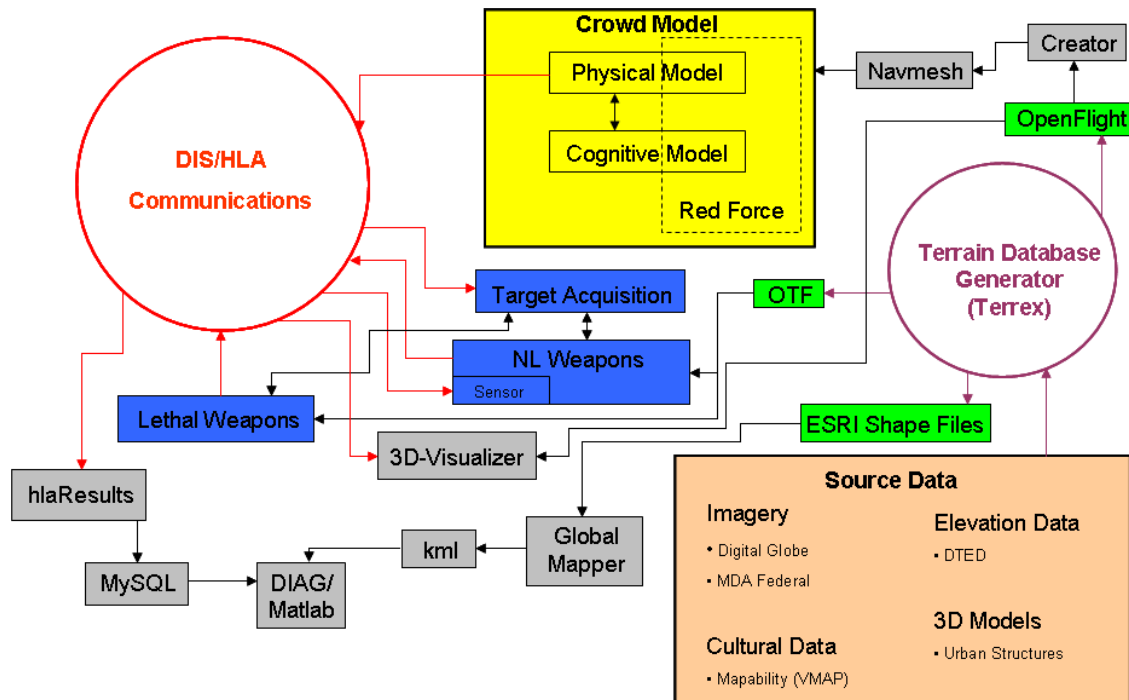 Crowd Model
Physical Model
Cognitive Model
Red Force
Navmesh
Creator
OpenFlight
DIS/HLA
Communications
Terrain Database
Generator
(Terrex)
Target Acquisition
OTF
NL Weapons
Sensor
Lethal Weapons
ESRI Shape Files
3D-Visualizer
hlaResults
MySQL
DIAG/
Matlab
kml
Global
Mapper
Source Data
Imagery
• Digital Globe
• MDA Federal
Elevation Data
• DTED
Cultural Data
• Mapability (VMAP)
3D Models
• Urban Structures